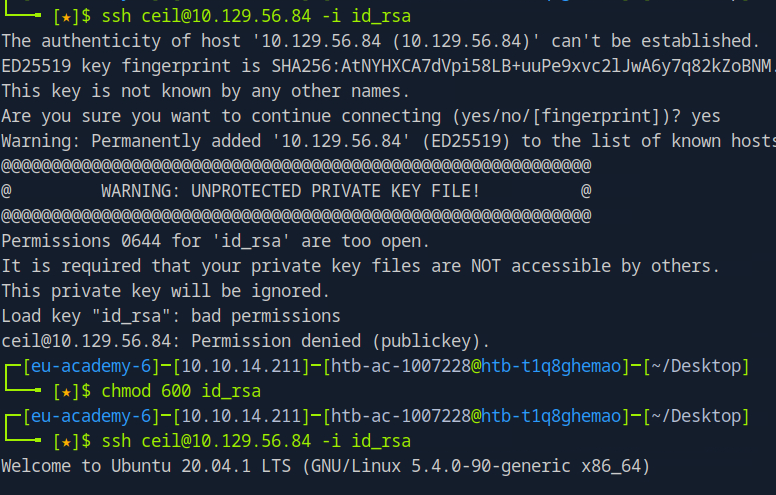 [★]$ ssh ceil@10.129.56.84 -i id_rsa
The authenticity of host '10.129.56.84 (10.129.56.84)' can't be established.
ED25519 key fingerprint is SHA256:AtNYHXCA7dVpi58LB+uuPe9xvc2lJwA6y7q82kZoBNM.
This key is not known by any other names.
Are you sure you want to continue connecting (yes/no/[fingerprint])? yes
Warning: Permanently added '10.129.56.84' (ED25519) to the list of known hosts
@@@@@@@@@@@@@@@@@@@@@@@@@@@@@@@@@@@@@@@@@@@@@@@@@@@@@@@@@@@
@         WARNING: UNPROTECTED PRIVATE KEY FILE!          @
@@@@@@@@@@@@@@@@@@@@@@@@@@@@@@@@@@@@@@@@@@@@@@@@@@@@@@@@@@@
Permissions 0644 for 'id_rsa' are too open.
It is required that your private key files are NOT accessible by others.
This private key will be ignored.
Load key "id_rsa": bad permissions
ceil@10.129.56.84: Permission denied (publickey).
[eu-academy-6]─[10.10.14.211]─[htb-ac-1007228@htb-t1q8ghemao]─[~/Desktop]
[★]$ chmod 600 id_rsa
[eu-academy-6]─[10.10.14.211]─[htb-ac-1007228@htb-t1q8ghemao]─[~/Desktop]
[★]$ ssh ceil@10.129.56.84 -i id_rsa
Welcome to Ubuntu 20.04.1 LTS (GNU/Linux 5.4.0-90-generic x86_64)